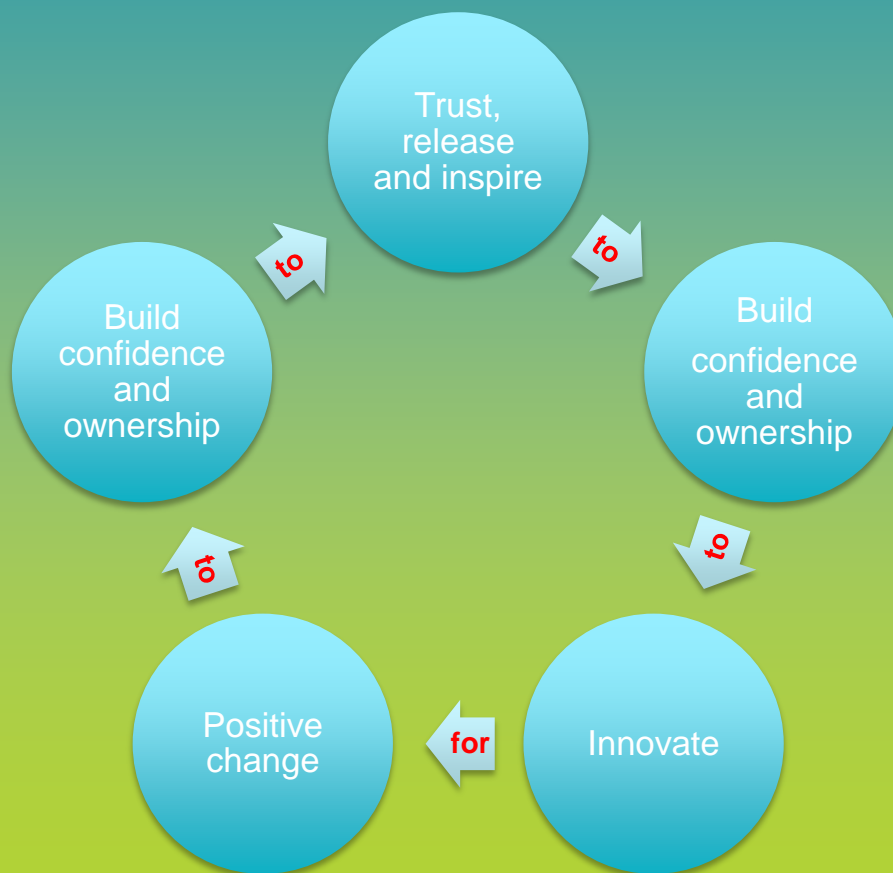 Trust,
release
and inspire
to
Build
confidence
and
ownership
to
Innovate
for
Positive
change
to
Build
confidence
and
ownership
to